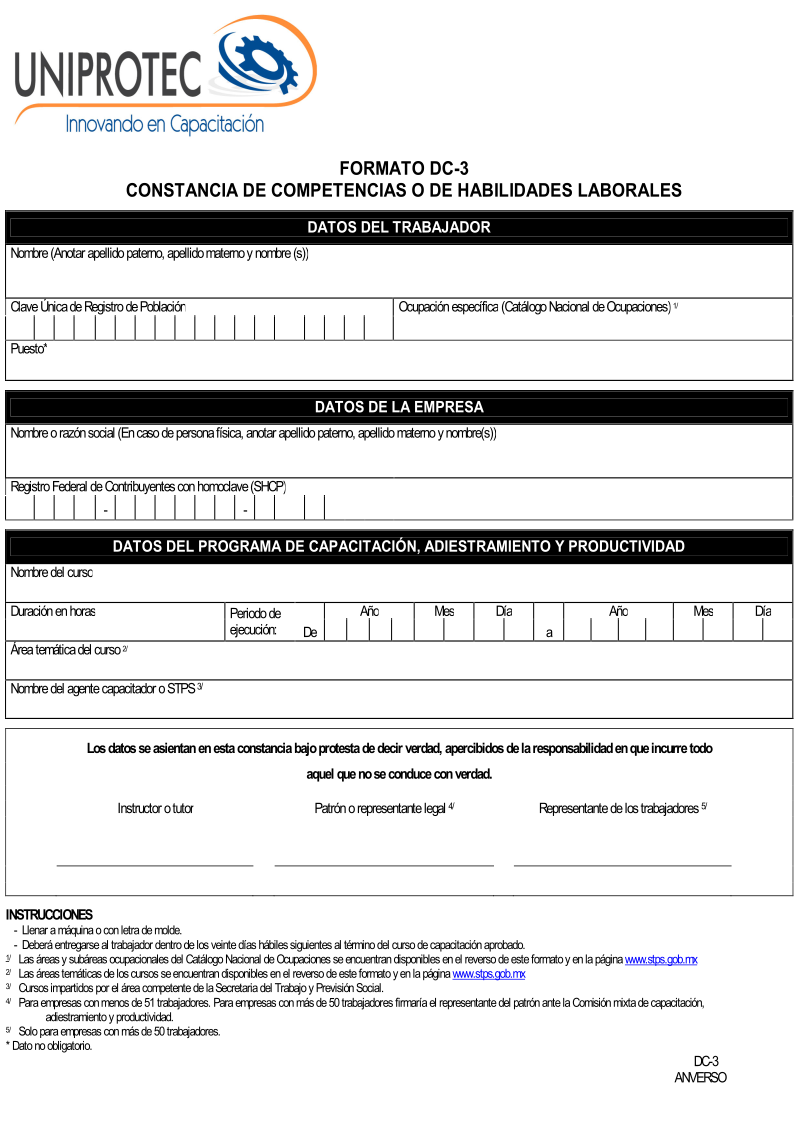 UNIPROTEC
Innovando en Capacitación
FORMATO DC-3
CONSTANCIA DE COMPETENCIAS O DE HABILIDADES LABORALES
DATOS DEL TRABAJADOR
Nombre (Anotar apellido paterno, apellido materno y nombre (s))
Clave Única de Registro de Población
Ocupación específica (Catálogo Nacional de Ocupaciones) 1/
Puesto*
DATOS DE LA EMPRESA
Nombre o razón social (En caso de persona física, anotar apellido paterno, apellido materno y nombre(s))
Registro Federal de Contribuyentes con homoclave (SHCP)
- -
DATOS DEL PROGRAMA DE CAPACITACIÓN, ADIESTRAMIENTO Y PRODUCTIVIDAD
Nombre del curso
Duración en horas
Periodo de
ejecución: De
Año Mes Día a Año Mes Día
Área temática del curso 2/
Nombre del agente capacitador o STPS 3/
Los datos se asientan en esta constancia bajo protesta de decir verdad, apercibidos de la responsabilidad en que incurre todo
aquel que no se conduce con verdad.
Instructor o tutor Patrón o representante legal 4/ Representante de los trabajadores 5/
INSTRUCCIONES
- Llenar a máquina o con letra de molde.
- Deberá entregarse al trabajador dentro de los veinte días hábiles siguientes al término del curso de capacitación aprobado.
1/ Las áreas y subáreas ocupacionales del Catálogo Nacional de Ocupaciones se encuentran disponibles en el reverso de este formato y en la página www.stps.gob.mx
2/ Las áreas temáticas de los cursos se encuentran disponibles en el reverso de este formato y en la página www.stps.gob.mx
3/ Cursos impartidos por el área competente de la Secretaria del Trabajo y Previsión Social.
4/ Para empresas con menos de 51 trabajadores. Para empresas con más de 50 trabajadores firmaría el representante del patrón ante la Comisión mixta de capacitación,
adiestramiento y productividad.
5/ Solo para empresas con más de 50 trabajadores.
* Dato no obligatorio.
DC-3
ANVERSO